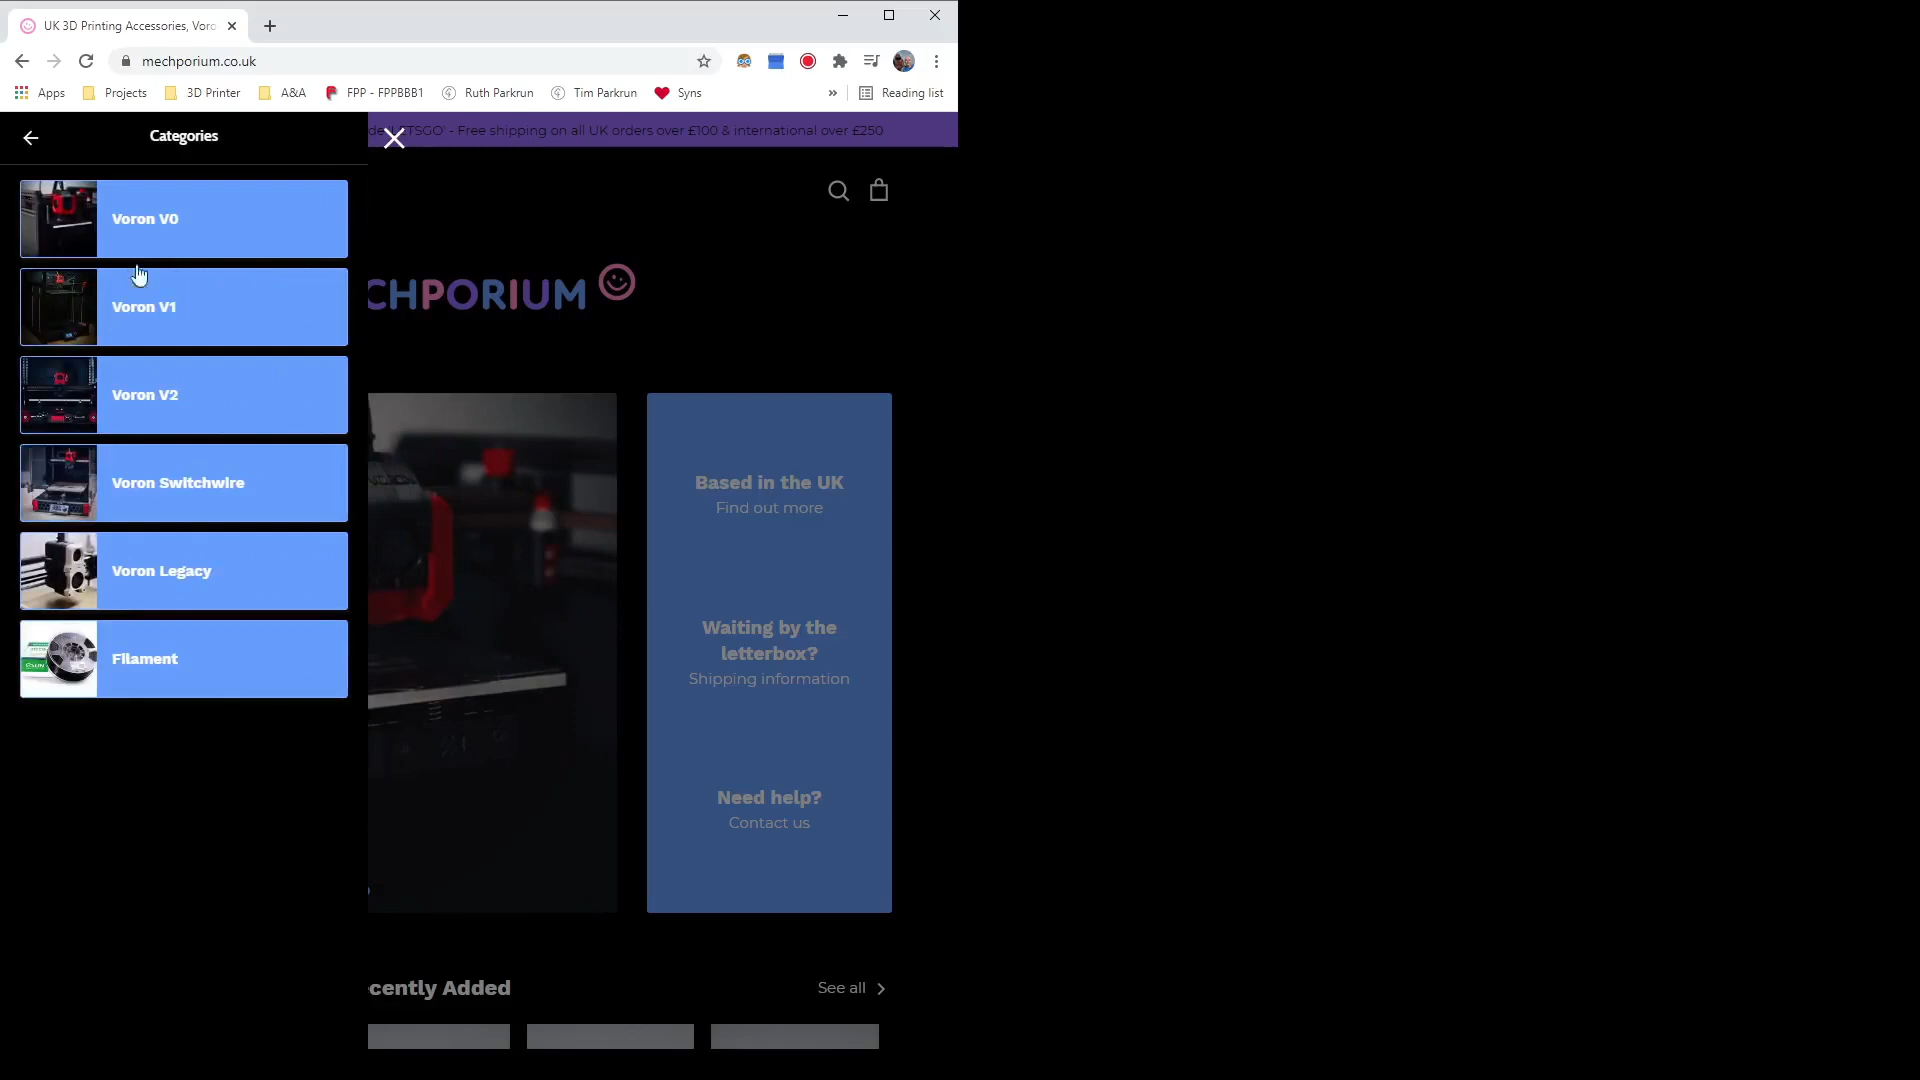 UK 3D Printing Accessories, Voro
mechporium.co.uk
Apps
Projects
3D Printer
A&A
FPP - FPPBBB1
Ruth Parkrun
Tim Parkrun
Syns
»
Reading list
Categories
TSGO' - Free shipping on all UK orders over £100 & international over £250
Voron V0
Voron V1
Voron V2
Voron Switchwire
Voron Legacy
Filament
CHPORIUM
Based in the UK
Find out more
Waiting by the
letterbox?
Shipping information
Need help?
Contact us
cently Added
See all